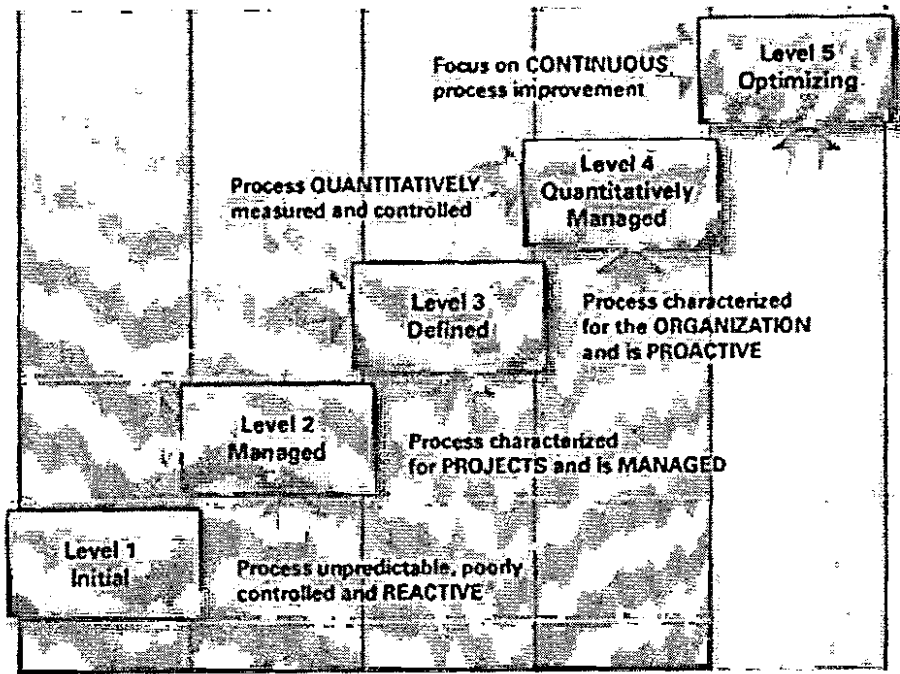 Level 5
Optimizing
Focus on CONTINUOUS
process improvement
Level 4
Quantitatively
Managed
Process QUANTITATIVELY
measured and controlled
Level 3
Defined
Process characterized
for the ORGANIZATION
and is PROACTIVE
Level 2
Managed
Process characterized
for PROJECTS and is MANAGED
Level 1
Initial
Process unpredictable, poorly
controlled and REACTIVE